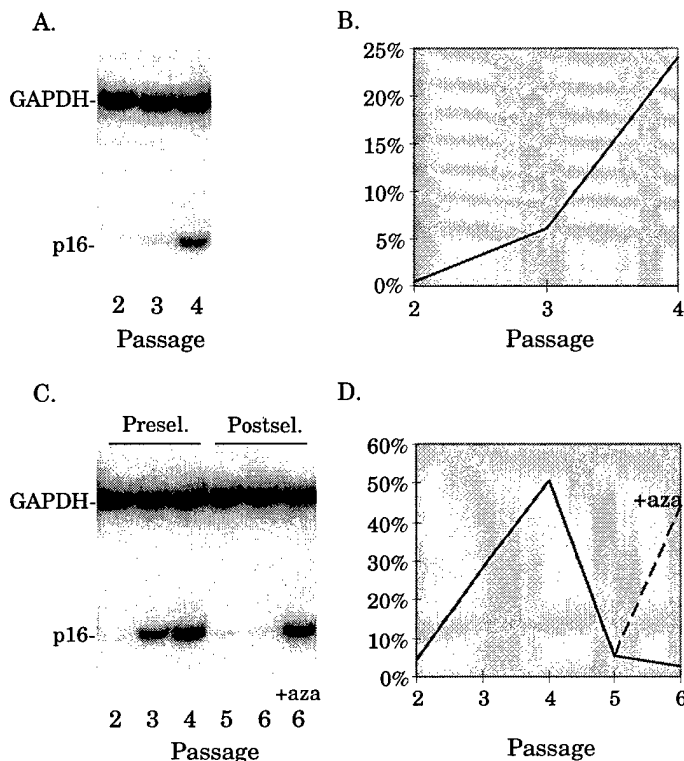 A.
GAPDH-
p16-
2 3 4
Passage
B.
25%
20%
15%
10%
5%
0%
2 3 4
Passage
C.
Presel. Postsel.
GAPDH-
p16-
+aza
2 3 4 5 6 6
Passage
D.
60%
50%
40%
30%
20%
10%
0%
+aza
2 3 4 5 6
Passage